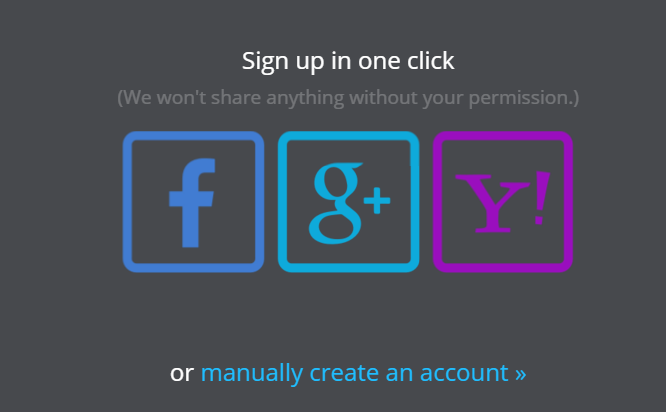 Sign up in one click
(We won't share anything without your permission.)
f g+ Y!
or manually create an account »